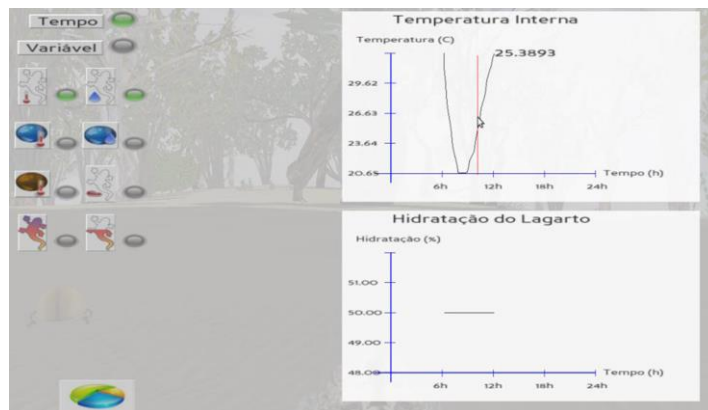 Tempo
Variável
Temperatura Interna
Temperatura (C)
25.3893
29.62
26.63
23.64
20.65
Tempo (h)
6h 12h 18h 24h
Hidratação do Lagarto
Hidratação (%)
51.00
50.00
49.00
48.00
Tempo (h)
6h 12h 18h 24h